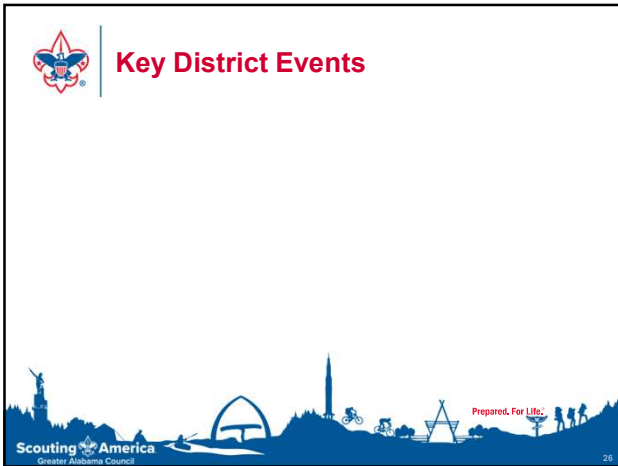 Key District Events
Prepared. For Life.®
Scouting America
Greater Alabama Council
26